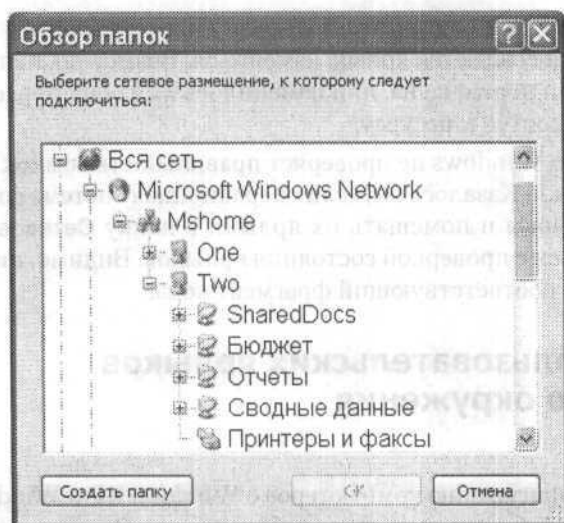 Обзор папок
Выберите сетевое размещение, к которому следует
подключиться:
Вся сеть
Microsoft Windows Network
Mshome
One
Two
SharedDocs
Бюджет
Отчеты
Сводные данные
Принтеры и факсы
Создать папку
OK
Отмена